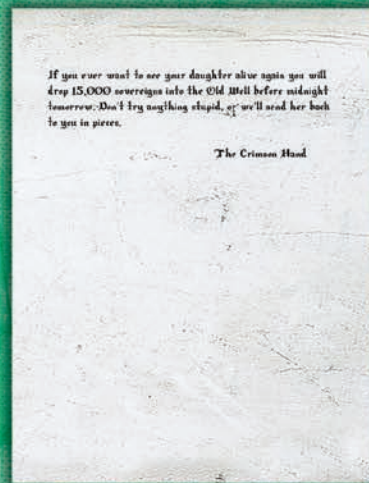 If you ever want to see your daughter alive again you will
drop 15,000 sovereigns into the Old Well before midnight
tomorrow. Don't try anything stupid, or we'll send her back
to you in pieces.
The Crimson Hand